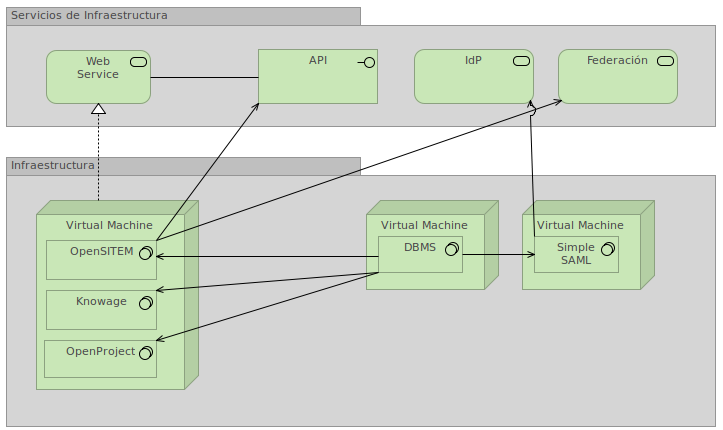 Servicios de Infraestructura
Web
Service
API
IdP
Federación
Infraestructura
Virtual Machine
OpenSITEM
Knowage
OpenProject
Virtual Machine
DBMS
Virtual Machine
Simple
SAML